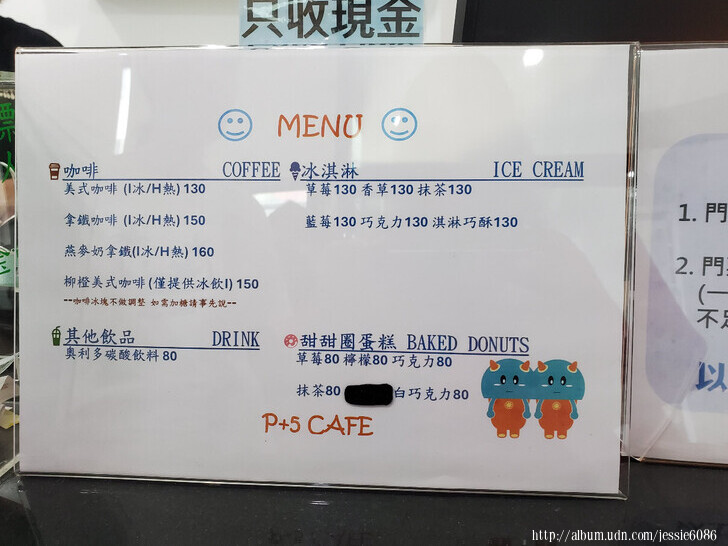 只收現金
MENU
咖啡 COFFEE
美式咖啡 (I冰/H熱) 130
拿鐵咖啡 (I冰/H熱) 150
燕麥奶拿鐵(I冰/H熱) 160
柳橙美式咖啡 (僅提供冰飲I) 150
--咖啡冰塊不做調整 如需加糖請事先說--
冰淇淋 ICE CREAM
草莓130 香草130 抹茶130
藍莓130 巧克力130 淇淋巧酥130
其他飲品 DRINK
奧利多碳酸飲料 80
甜甜圈蛋糕 BAKED DONUTS
草莓80 檸檬80 巧克力80
抹茶80 白巧克力80
P+5 CAFE
1. 門
2. 門
(一
不
以
http://album.udn.com/jessie6086